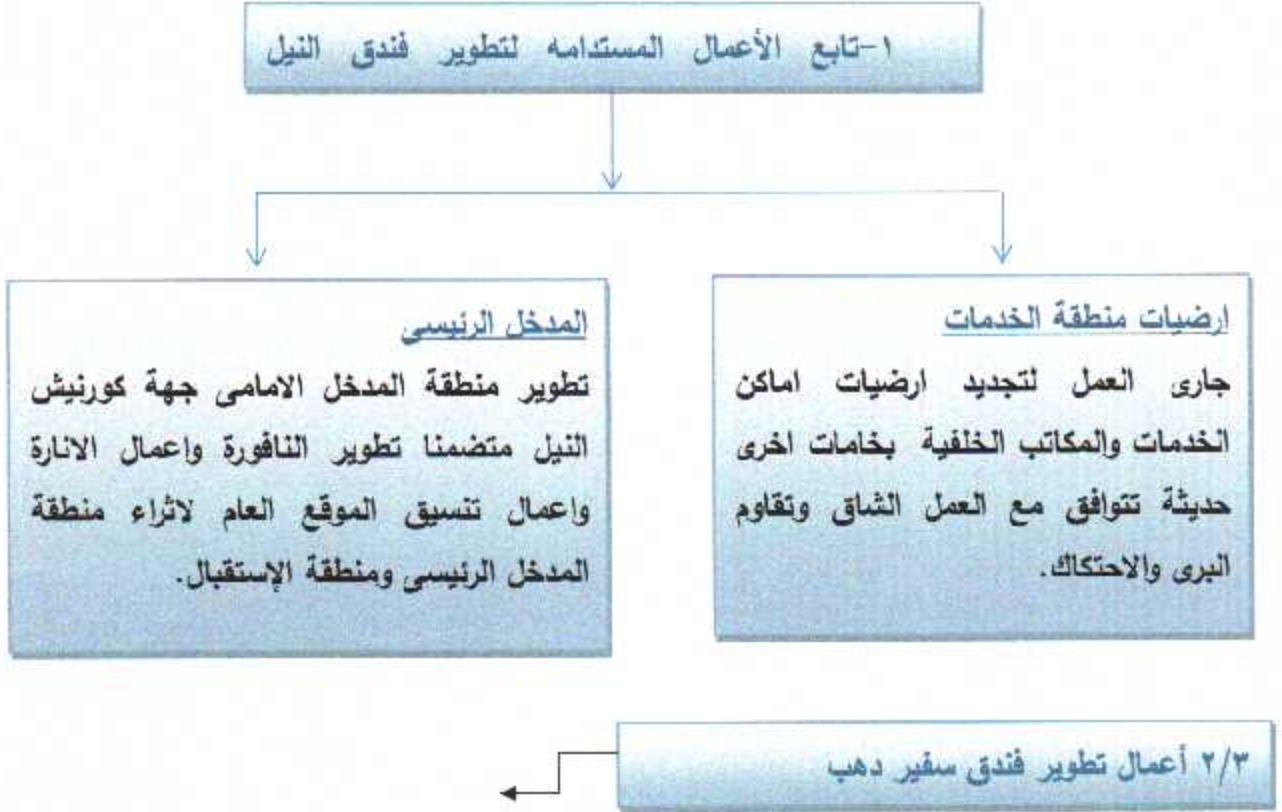 ١-تابع الأعمال المستدامه لتطوير فندق النيل
ارضيات منطقة الخدمات
جارى العمل لتجديد ارضيات اماكن
الخدمات والمكاتب الخلفية بخامات اخرى
حديثة تتوافق مع العمل الشاق وتقاوم
البرى والاحتكاك.
المدخل الرئيسى
تطوير منطقة المدخل الامامى جهة كورنيش
النيل متضمنا تطوير النافورة واعمال الانارة
واعمال تنسيق الموقع العام لاثراء منطقة
المدخل الرئيسى ومنطقة الإستقبال.
٢/٣ أعمال تطوير فندق سفير دهب